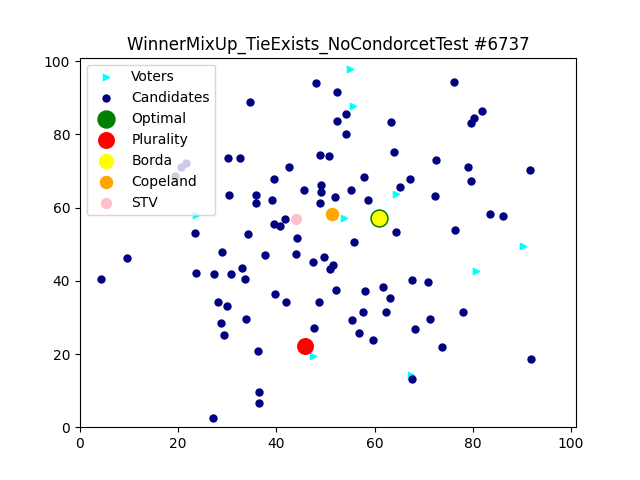 WinnerMixUp_TieExists_NoCondorcetTest #6737
100
80
60
40
20
0
Voters
Candidates
Optimal
Plurality
Borda
Copeland
STV
0 20 40 60 80 100